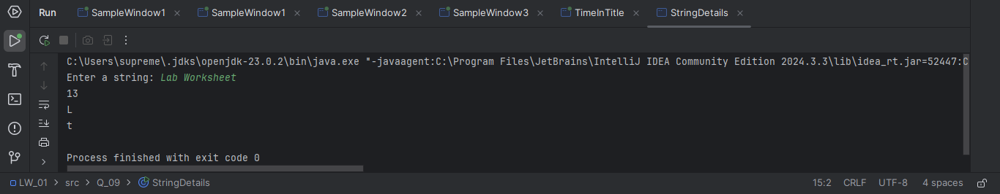 Run SampleWindow1 SampleWindow1 SampleWindow2 SampleWindow3 TimeInTitle StringDetails
C:\Users\supreme\.jdks\openjdk-23.0.2\bin\java.exe "-javaagent:C:\Program Files\JetBrains\IntelliJ IDEA Community Edition 2024.3.3\lib\idea_rt.jar=52447:C
Enter a string: Lab Worksheet
13
L
t
Process finished with exit code 0
LW_01 > src > Q_09 > StringDetails 15:2 CRLF UTF-8 4 spaces